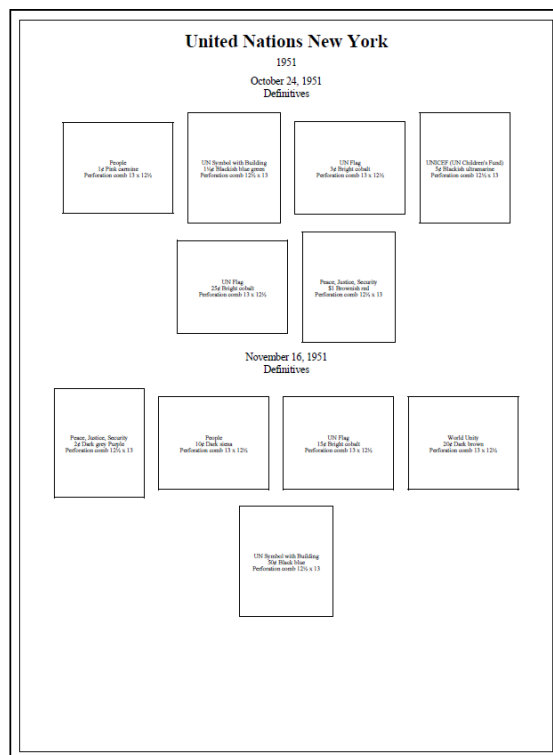 United Nations New York
1951
October 24, 1951
Definitives
People
1¢ Pink carmine
Perforation comb 13 x 12½
UN Symbol with Building
1½¢ Blackish blue green
Perforation comb 12½ x 13
UN Flag
3¢ Bright cobalt
Perforation comb 13 x 12½
UNICEF (UN Children's Fund)
5¢ Blackish ultramarine
Perforation comb 12½ x 13
UN Flag
25¢ Bright cobalt
Perforation comb 13 x 12½
Peace, Justice, Security
$1 Brownish red
Perforation comb 12½ x 13
November 16, 1951
Definitives
Peace, Justice, Security
2¢ Dark grey Purple
Perforation comb 12½ x 13
People
10¢ Dark siena
Perforation comb 13 x 12½
UN Flag
15¢ Bright cobalt
Perforation comb 13 x 12½
World Unity
20¢ Dark brown
Perforation comb 13 x 12½
UN Symbol with Building
50¢ Black blue
Perforation comb 12½ x 13